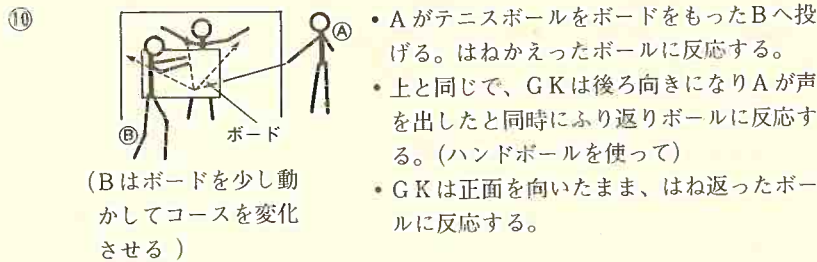 ⑩
Ⓐ
Ⓑ
ボード
(Bはボードを少し動
かしてコースを変化
させる )
• Aがテニスボールをボードをもった Bへ投
げる。はねかえったボールに反応する。
• 上と同じで、GKは後ろ向きになりAが声
を出したと同時にふり返りボールに反応す
る。(ハンドボールを使って)
• GKは正面を向いたまま、はね返ったボー
ルに反応する。